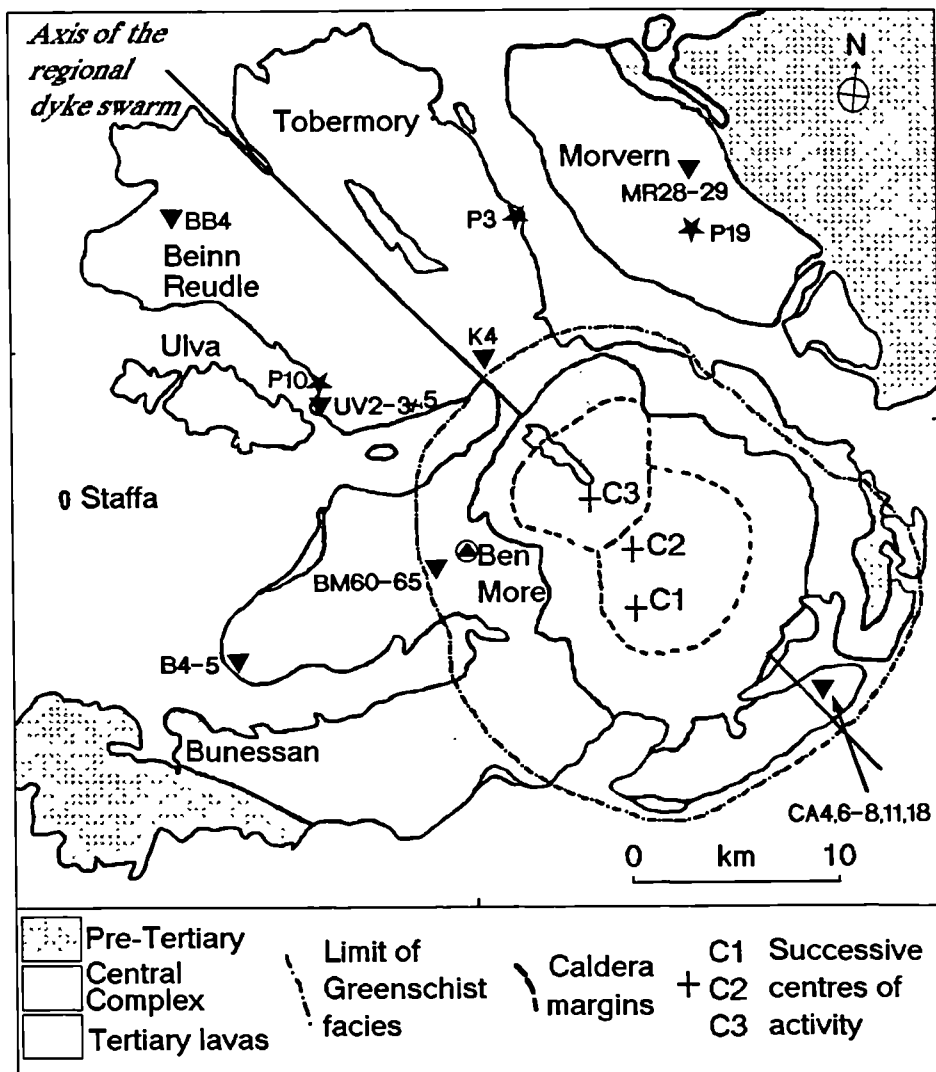 Axis of the
regional
dyke swarm
Tobermory
N
Morvern
MR28-29
P3
P19
BB4
Beinn
Reudle
K4
Ulva
P10
UV2-3,4-5
C3
Staffa
C2
Ben
More
BM60-65
C1
B4-5
Bunessan
CA4,6-8,11,18
0 km 10
Pre-Tertiary
Central
Complex
Tertiary lavas
Limit of
Greenschist
facies
Caldera
margins
C1 Successive
C2 centres of
C3 activity